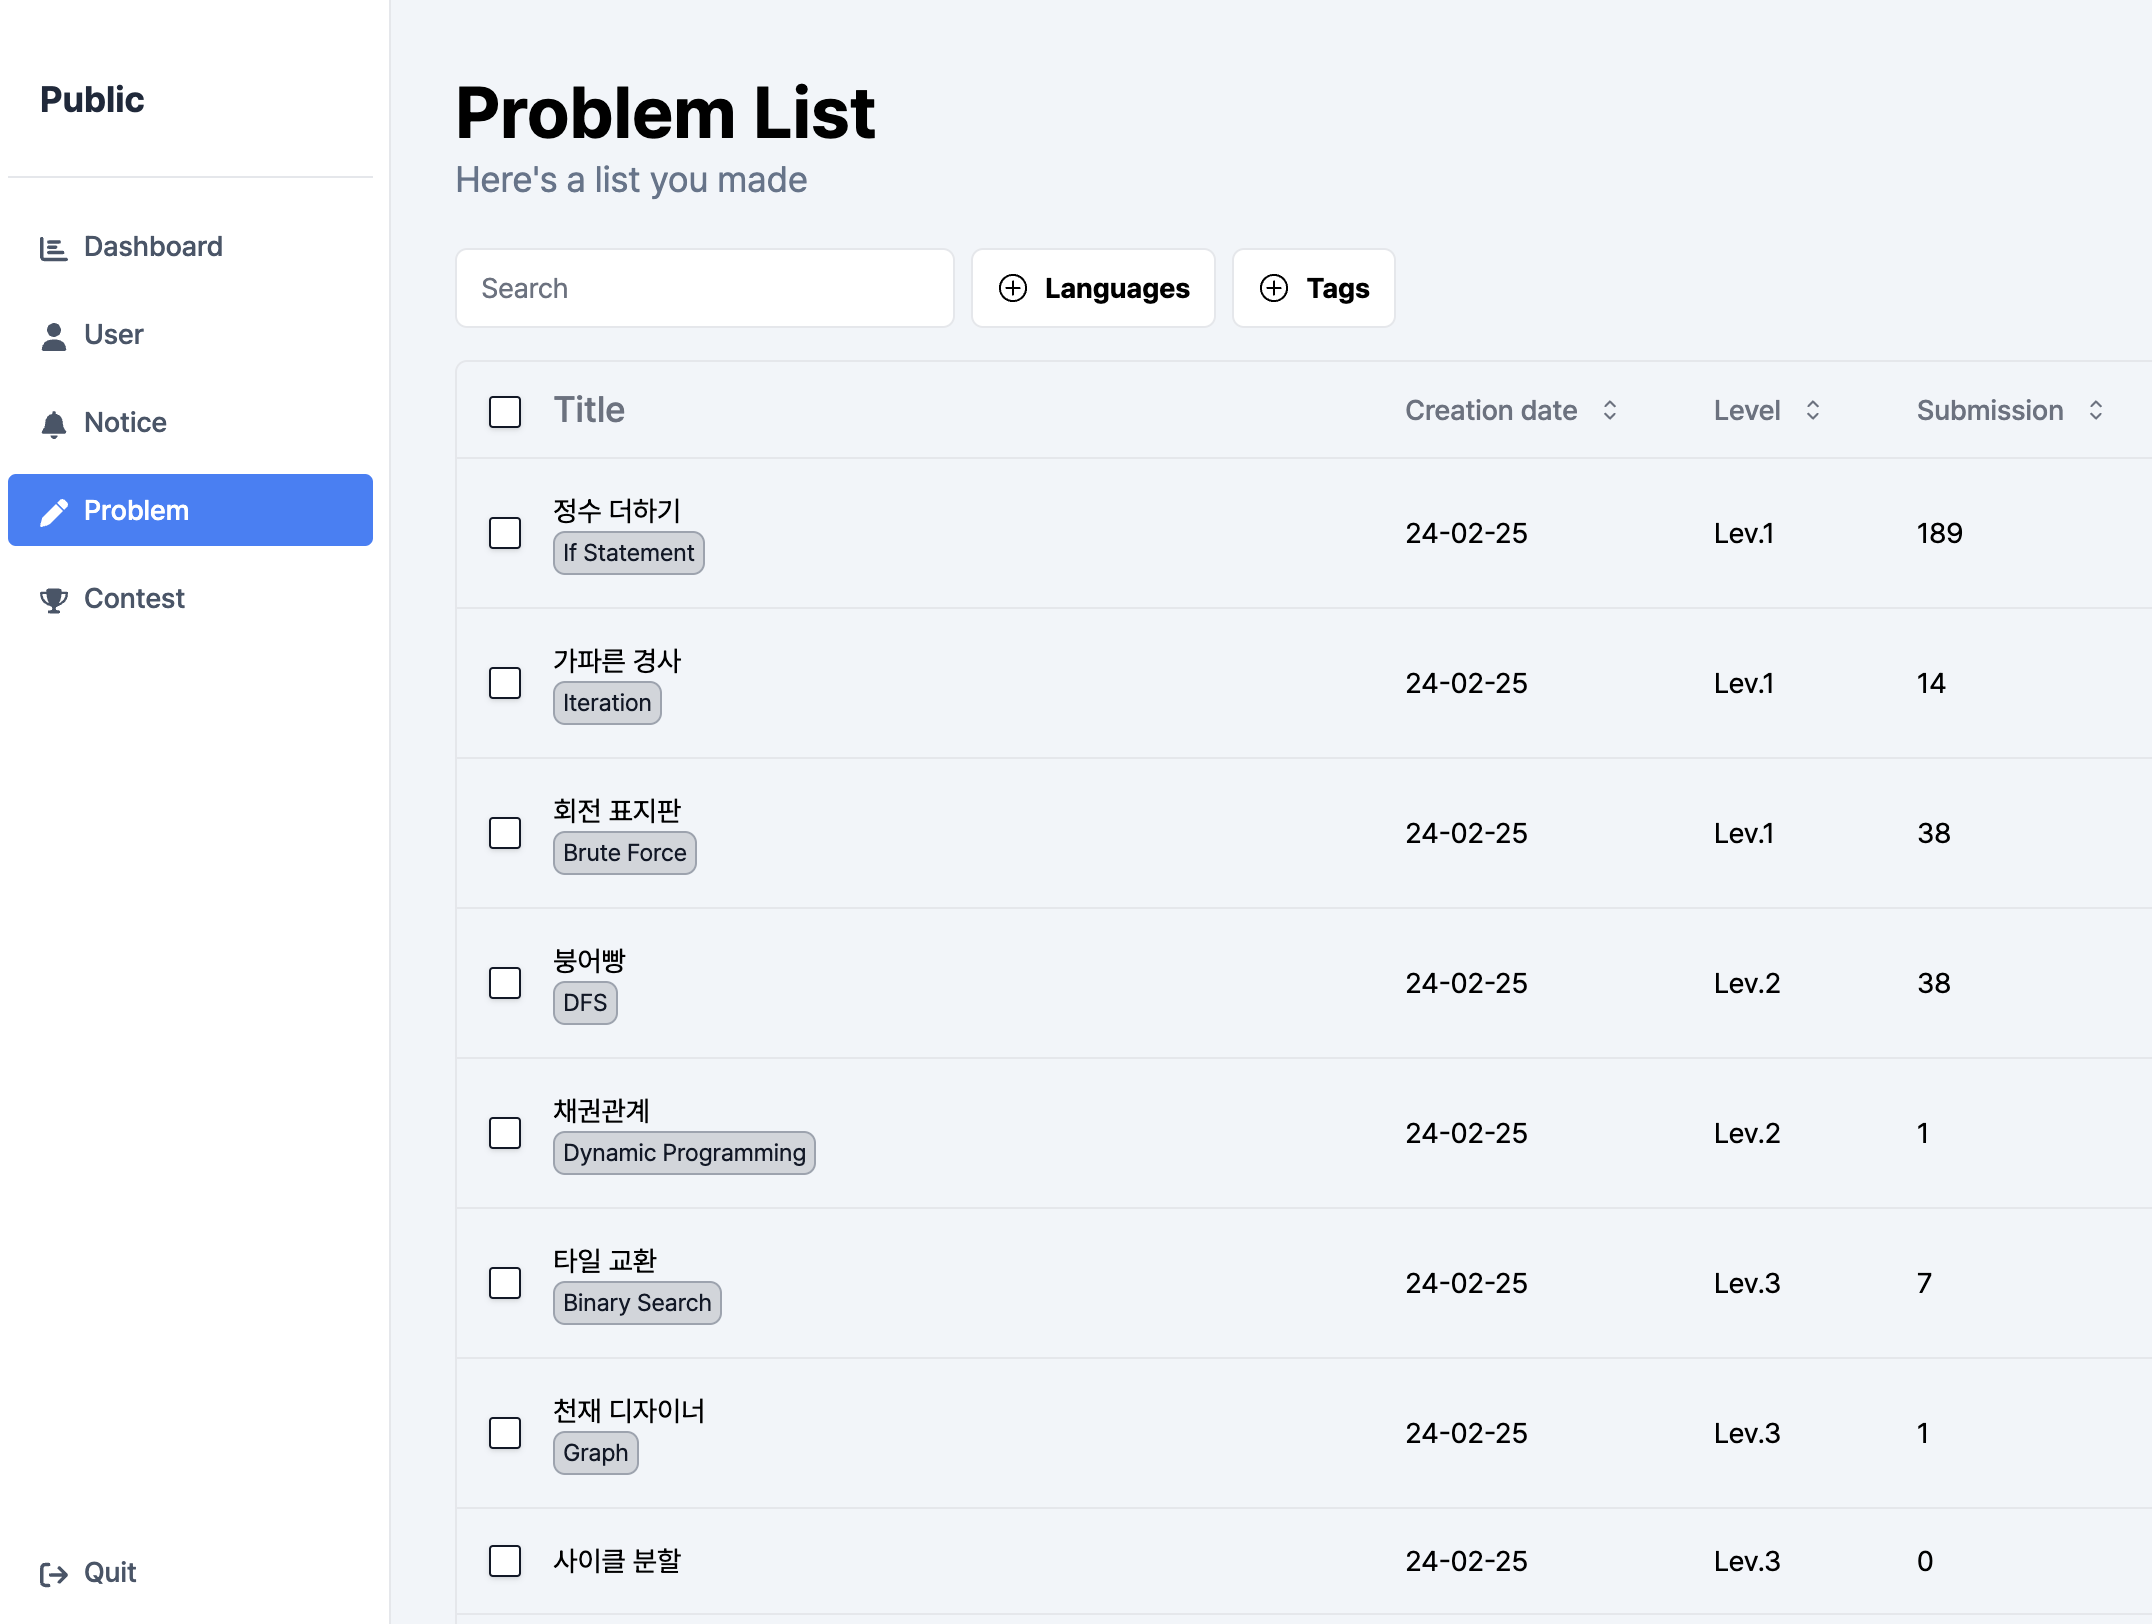 Public
Dashboard
User
Notice
Problem
Contest
Quit
Problem List
Here's a list you made
Search
Languages
Tags
Title Creation date Level Submission
정수 더하기
If Statement
24-02-25 Lev.1 189
가파른 경사
Iteration
24-02-25 Lev.1 14
회전 표지판
Brute Force
24-02-25 Lev.1 38
붕어빵
DFS
24-02-25 Lev.2 38
채권관계
Dynamic Programming
24-02-25 Lev.2 1
타일 교환
Binary Search
24-02-25 Lev.3 7
천재 디자이너
Graph
24-02-25 Lev.3 1
사이클 분할 24-02-25 Lev.3 0